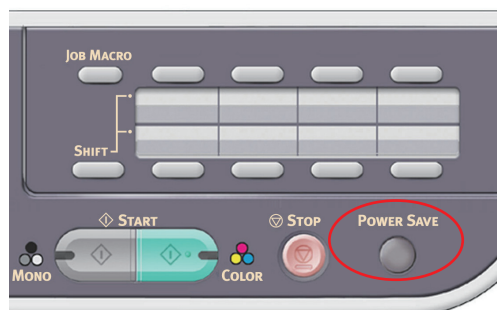 JOB MACRO
SHIFT
START
STOP
POWER SAVE
MONO
COLOR